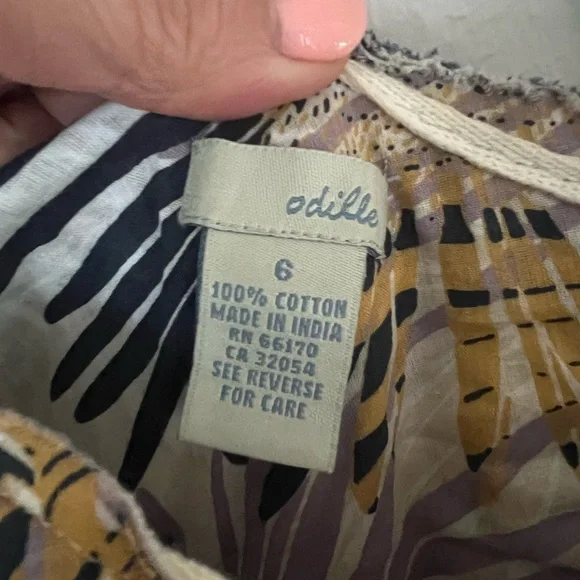 odille
6
100% COTTON
MADE IN INDIA
RN 66170
CA 32054
SEE REVERSE
FOR CARE